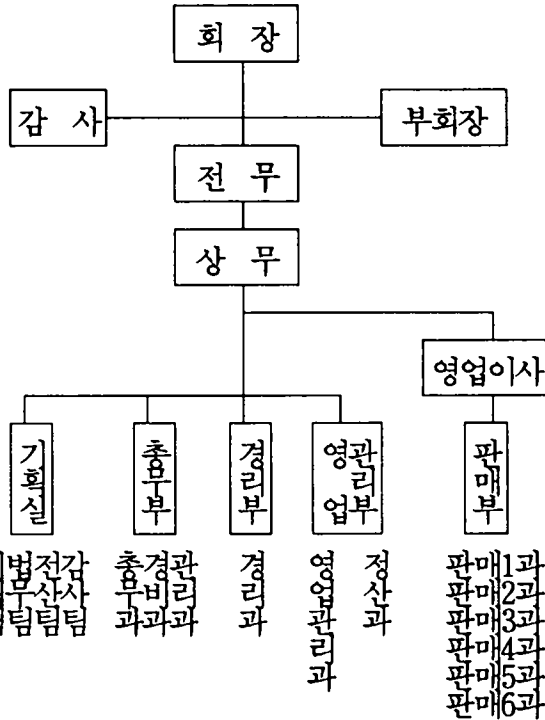 회 장
감 사
부회장
전 무
상 무
영업이사
기획실
총무부
경리부
영업
관리부
판매부
법무팀
전산팀
감사팀
총무과
경비과
관리과
경리과
영업관리과
정산과
판매1과
판매2과
판매3과
판매4과
판매5과
판매6과